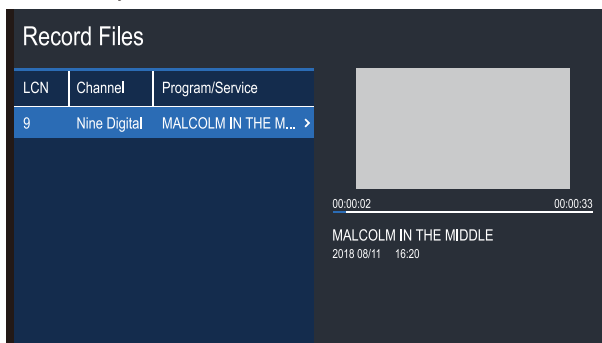 Record Files
LCN Channel Program/Service
9 Nine Digital MALCOLM IN THE M... >
00:00:02 00:00:33
MALCOLM IN THE MIDDLE
2018 08/11 16:20